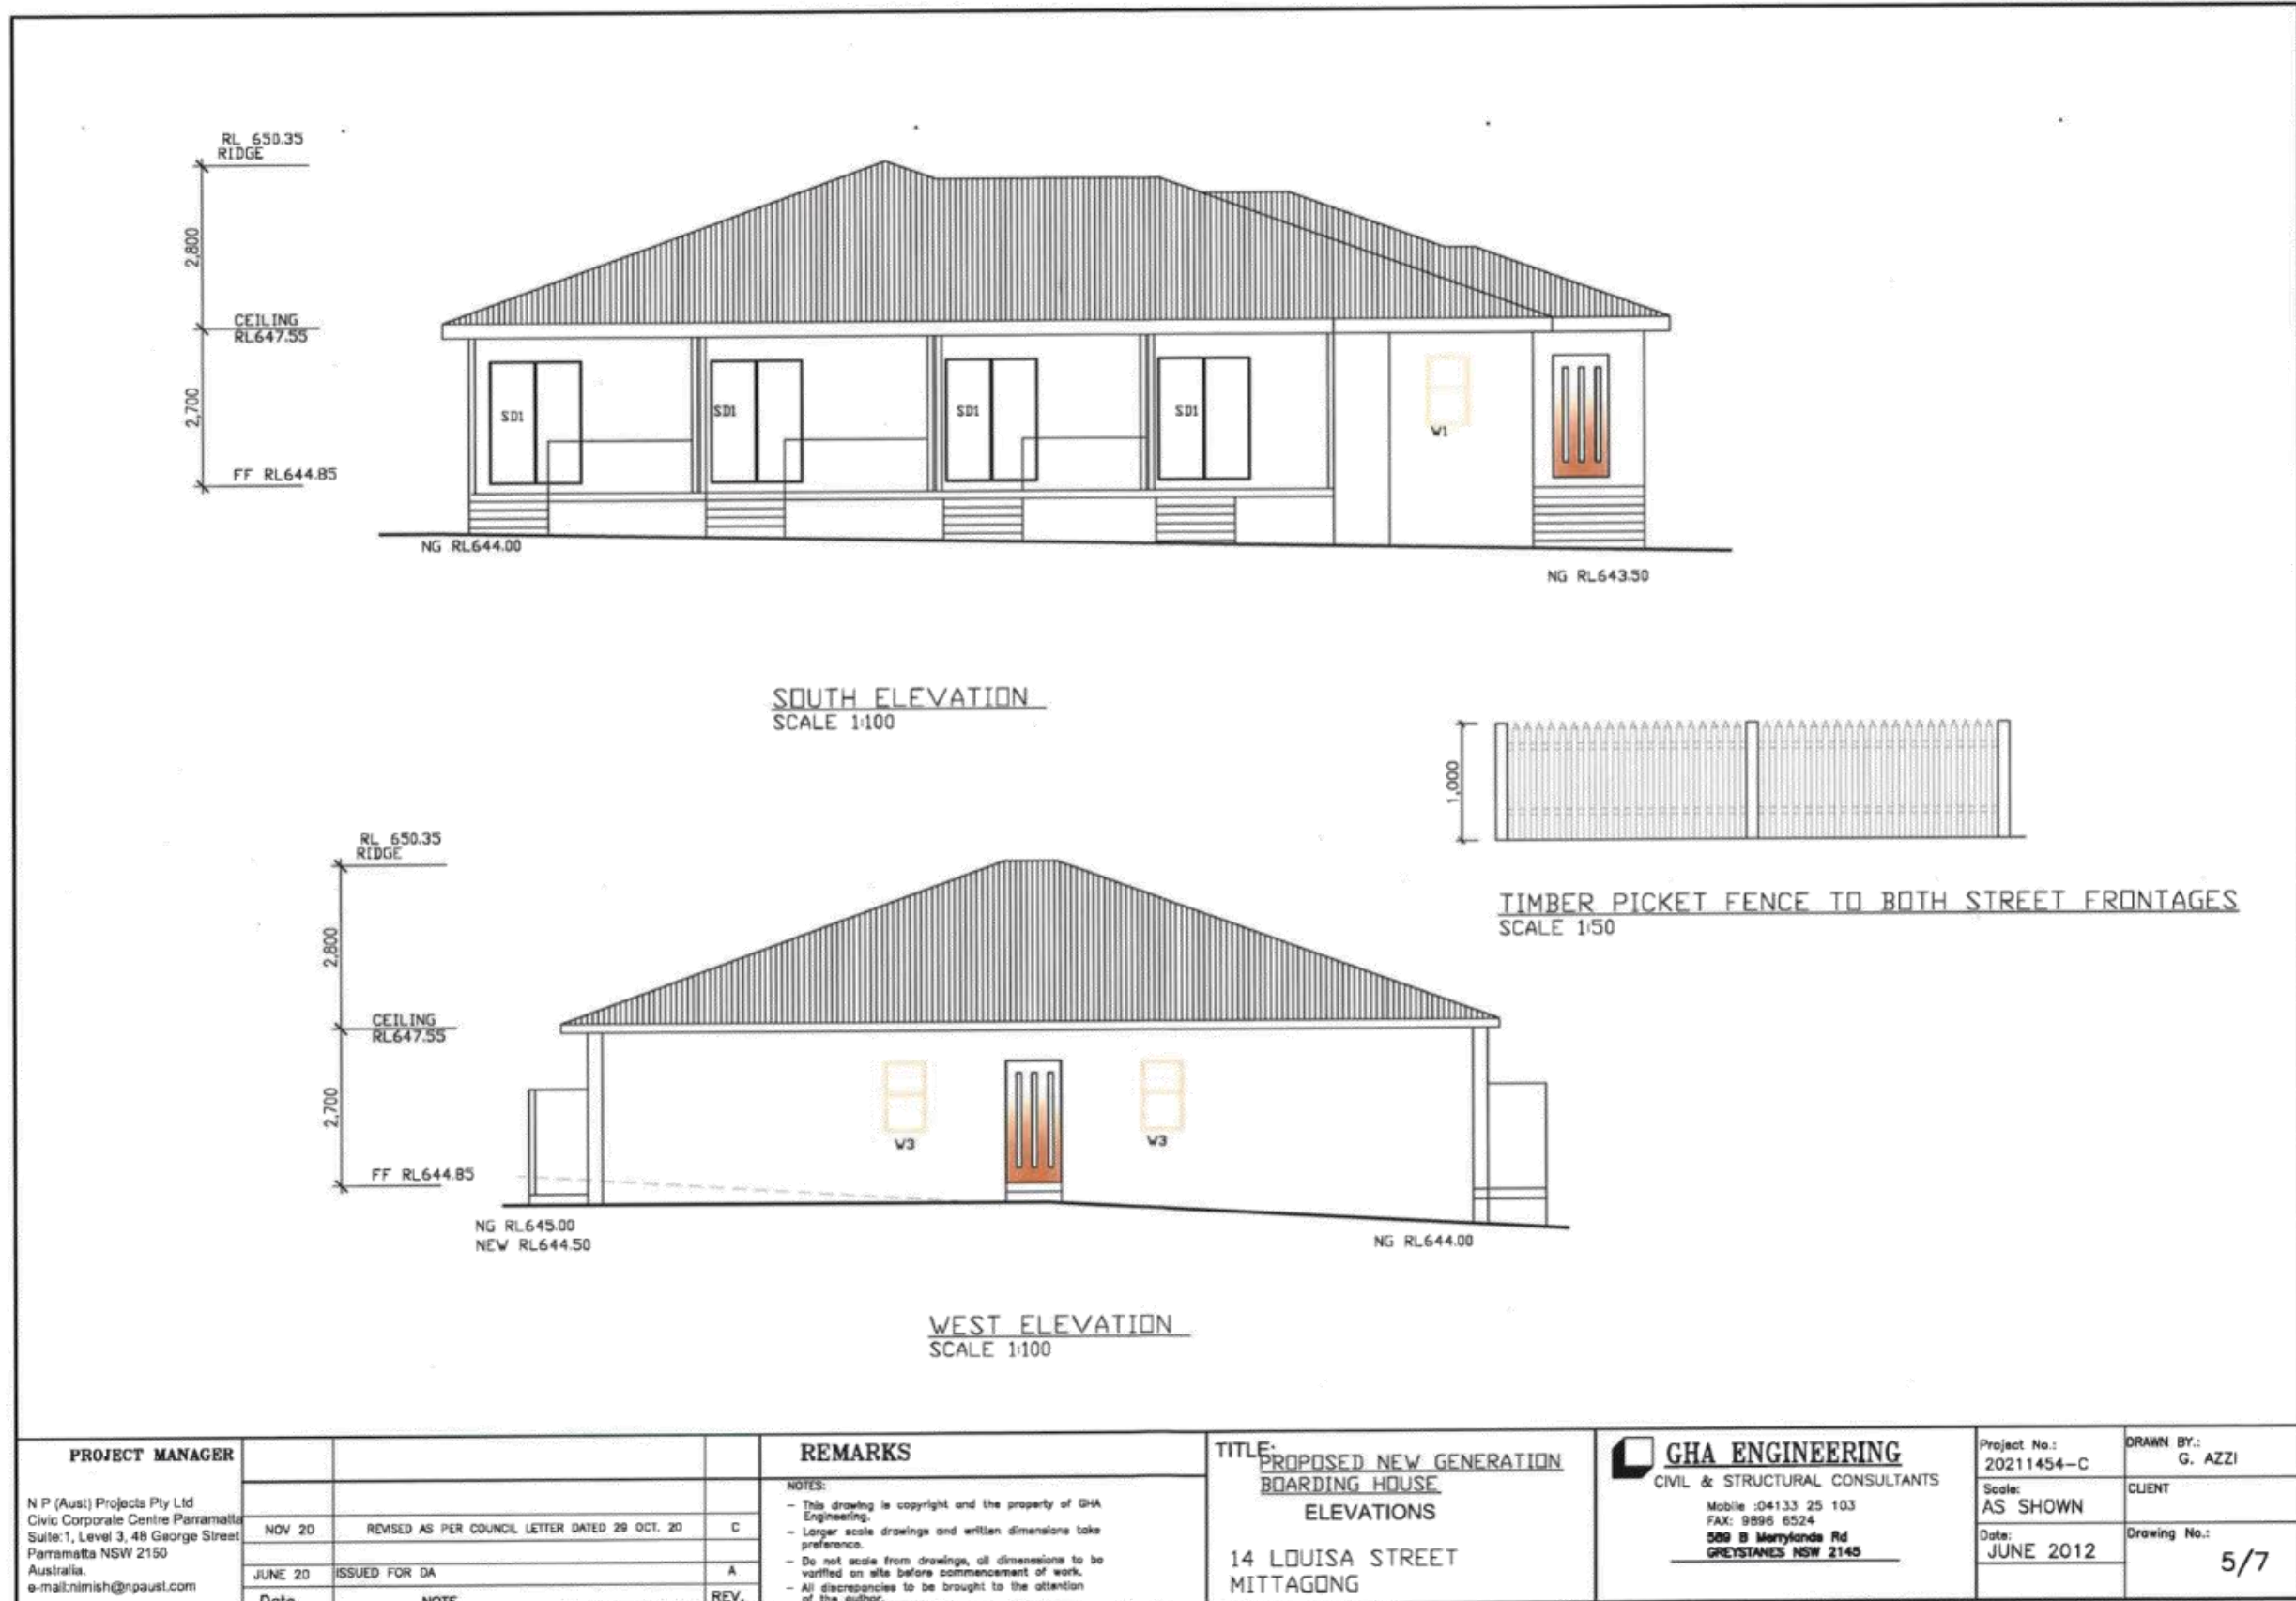 RL 650.35
RIDGE
2,800
CEILING
RL647.55
2,700
FF RL644.85
SD1
SD1
SD1
SD1
W1
NG RL644.00
NG RL643.50
SOUTH ELEVATION
SCALE 1:100
1,000
TIMBER PICKET FENCE TO BOTH STREET FRONTAGES
SCALE 1:50
RL 650.35
RIDGE
2,800
CEILING
RL647.55
2,700
FF RL644.85
W3
W3
NG RL645.00
NEW RL644.50
NG RL644.00
WEST ELEVATION
SCALE 1:100
PROJECT MANAGER
N P (Aust) Projects Pty Ltd
Civic Corporate Centre Parramatta
Suite:1, Level 3, 48 George Street
Parramatta NSW 2150
Australia.
e-mail:nimish@npaust.com
NOV 20 REVISED AS PER COUNCIL LETTER DATED 29 OCT. 20 C
JUNE 20 ISSUED FOR DA A
Date NOTE REV.
REMARKS
NOTES:
- This drawing is copyright and the property of GHA
Engineering.
- Larger scale drawings and written dimensions take
preference.
- Do not scale from drawings, all dimenesions to be
varified on site before commencement of work.
- All discrepancies to be brought to the attention
of the author.
TITLE:
PROPOSED NEW GENERATION
BOARDING HOUSE
ELEVATIONS
14 LOUISA STREET
MITTAGONG
GHA ENGINEERING
CIVIL & STRUCTURAL CONSULTANTS
Mobile :04133 25 103
FAX: 9896 6524
589 B Merrylands Rd
GREYSTANES NSW 2145
Project No.:
20211454-C
DRAWN BY.:
G. AZZI
Scale:
AS SHOWN
CLIENT
Date:
JUNE 2012
Drawing No.:
5/7